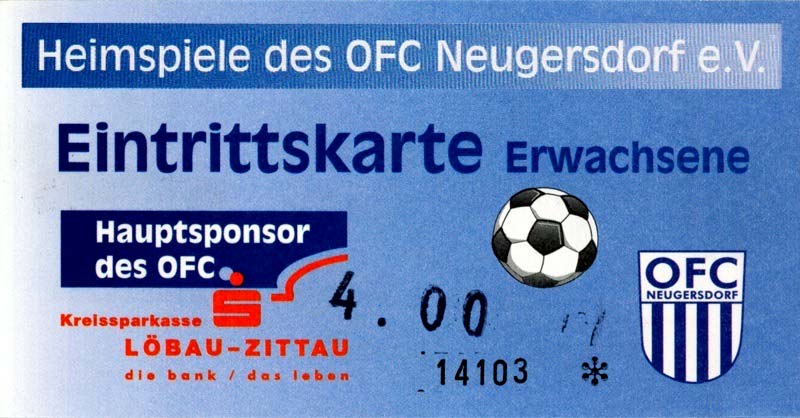 Heimspiele des OFC Neugersdorf e.V.
Eintrittskarte Erwachsene
Hauptsponsor
des OFC
Kreissparkasse
LÖBAU-ZITTAU
die bank / das leben
4.00
14103 *
OFC
NEUGERSDORF